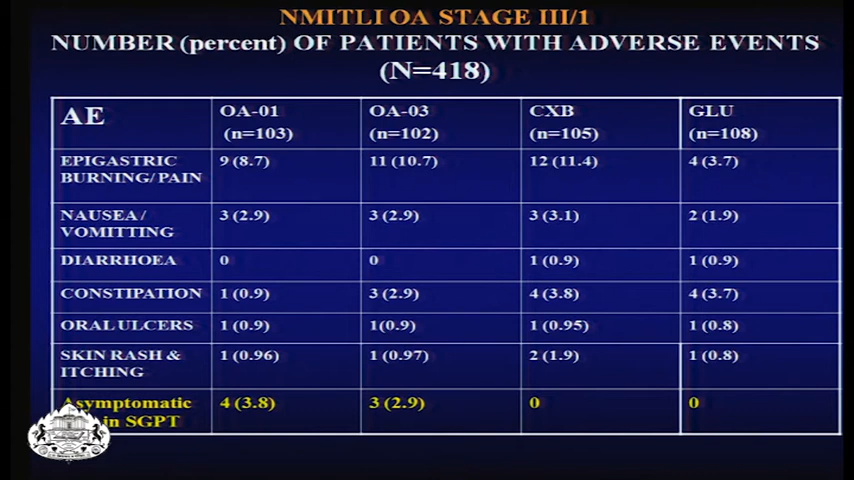 NMITLI OA STAGE III/1
NUMBER (percent) OF PATIENTS WITH ADVERSE EVENTS
(N=418)
AE OA-01 (n=103) OA-03 (n=102) CXB (n=105) GLU (n=108)
EPIGASTRIC BURNING/ PAIN 9 (8.7) 11 (10.7) 12 (11.4) 4 (3.7)
NAUSEA / VOMITTING 3 (2.9) 3 (2.9) 3 (3.1) 2 (1.9)
DIARRHOEA 0 0 1 (0.9) 1 (0.9)
CONSTIPATION 1 (0.9) 3 (2.9) 4 (3.8) 4 (3.7)
ORAL ULCERS 1 (0.9) 1(0.9) 1 (0.95) 1 (0.8)
SKIN RASH & ITCHING 1 (0.96) 1 (0.97) 2 (1.9) 1 (0.8)
Asymptomatic in SGPT 4 (3.8) 3 (2.9) 0 0